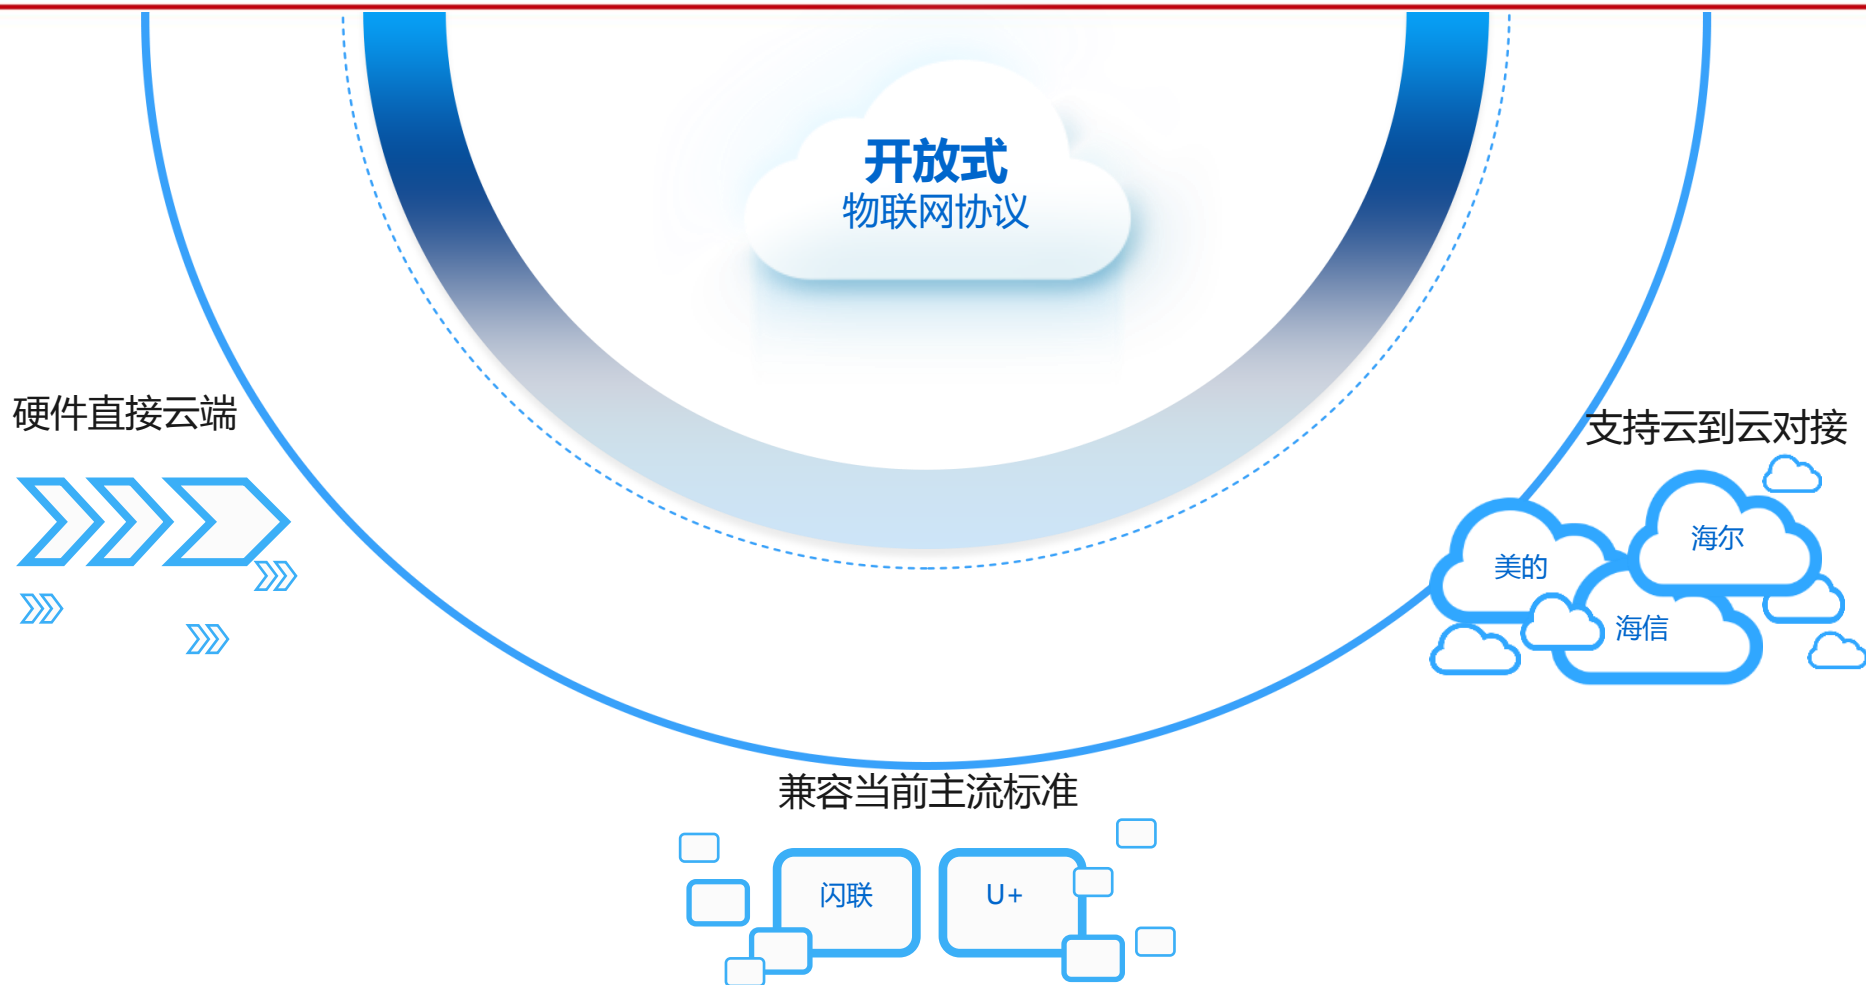 开放式
物联网协议
硬件直接云端
支持云到云对接
海尔
美的
海信
兼容当前主流标准
闪联
U+